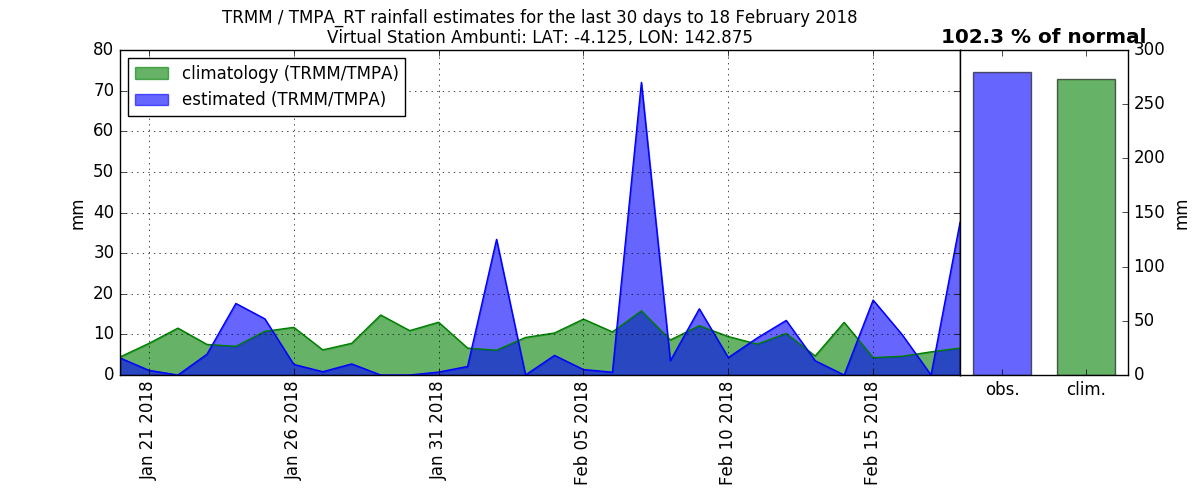 TRMM / TMPA_RT rainfall estimates for the last 30 days to 18 February 2018
Virtual Station Ambunti: LAT: -4.125, LON: 142.875
102.3 % of normal
climatology (TRMM/TMPA)
estimated (TRMM/TMPA)
80
70
60
50
40
30
20
10
0
mm
Jan 21 2018
Jan 26 2018
Jan 31 2018
Feb 05 2018
Feb 10 2018
Feb 15 2018
obs.
clim.
300
250
200
150
100
50
0
mm